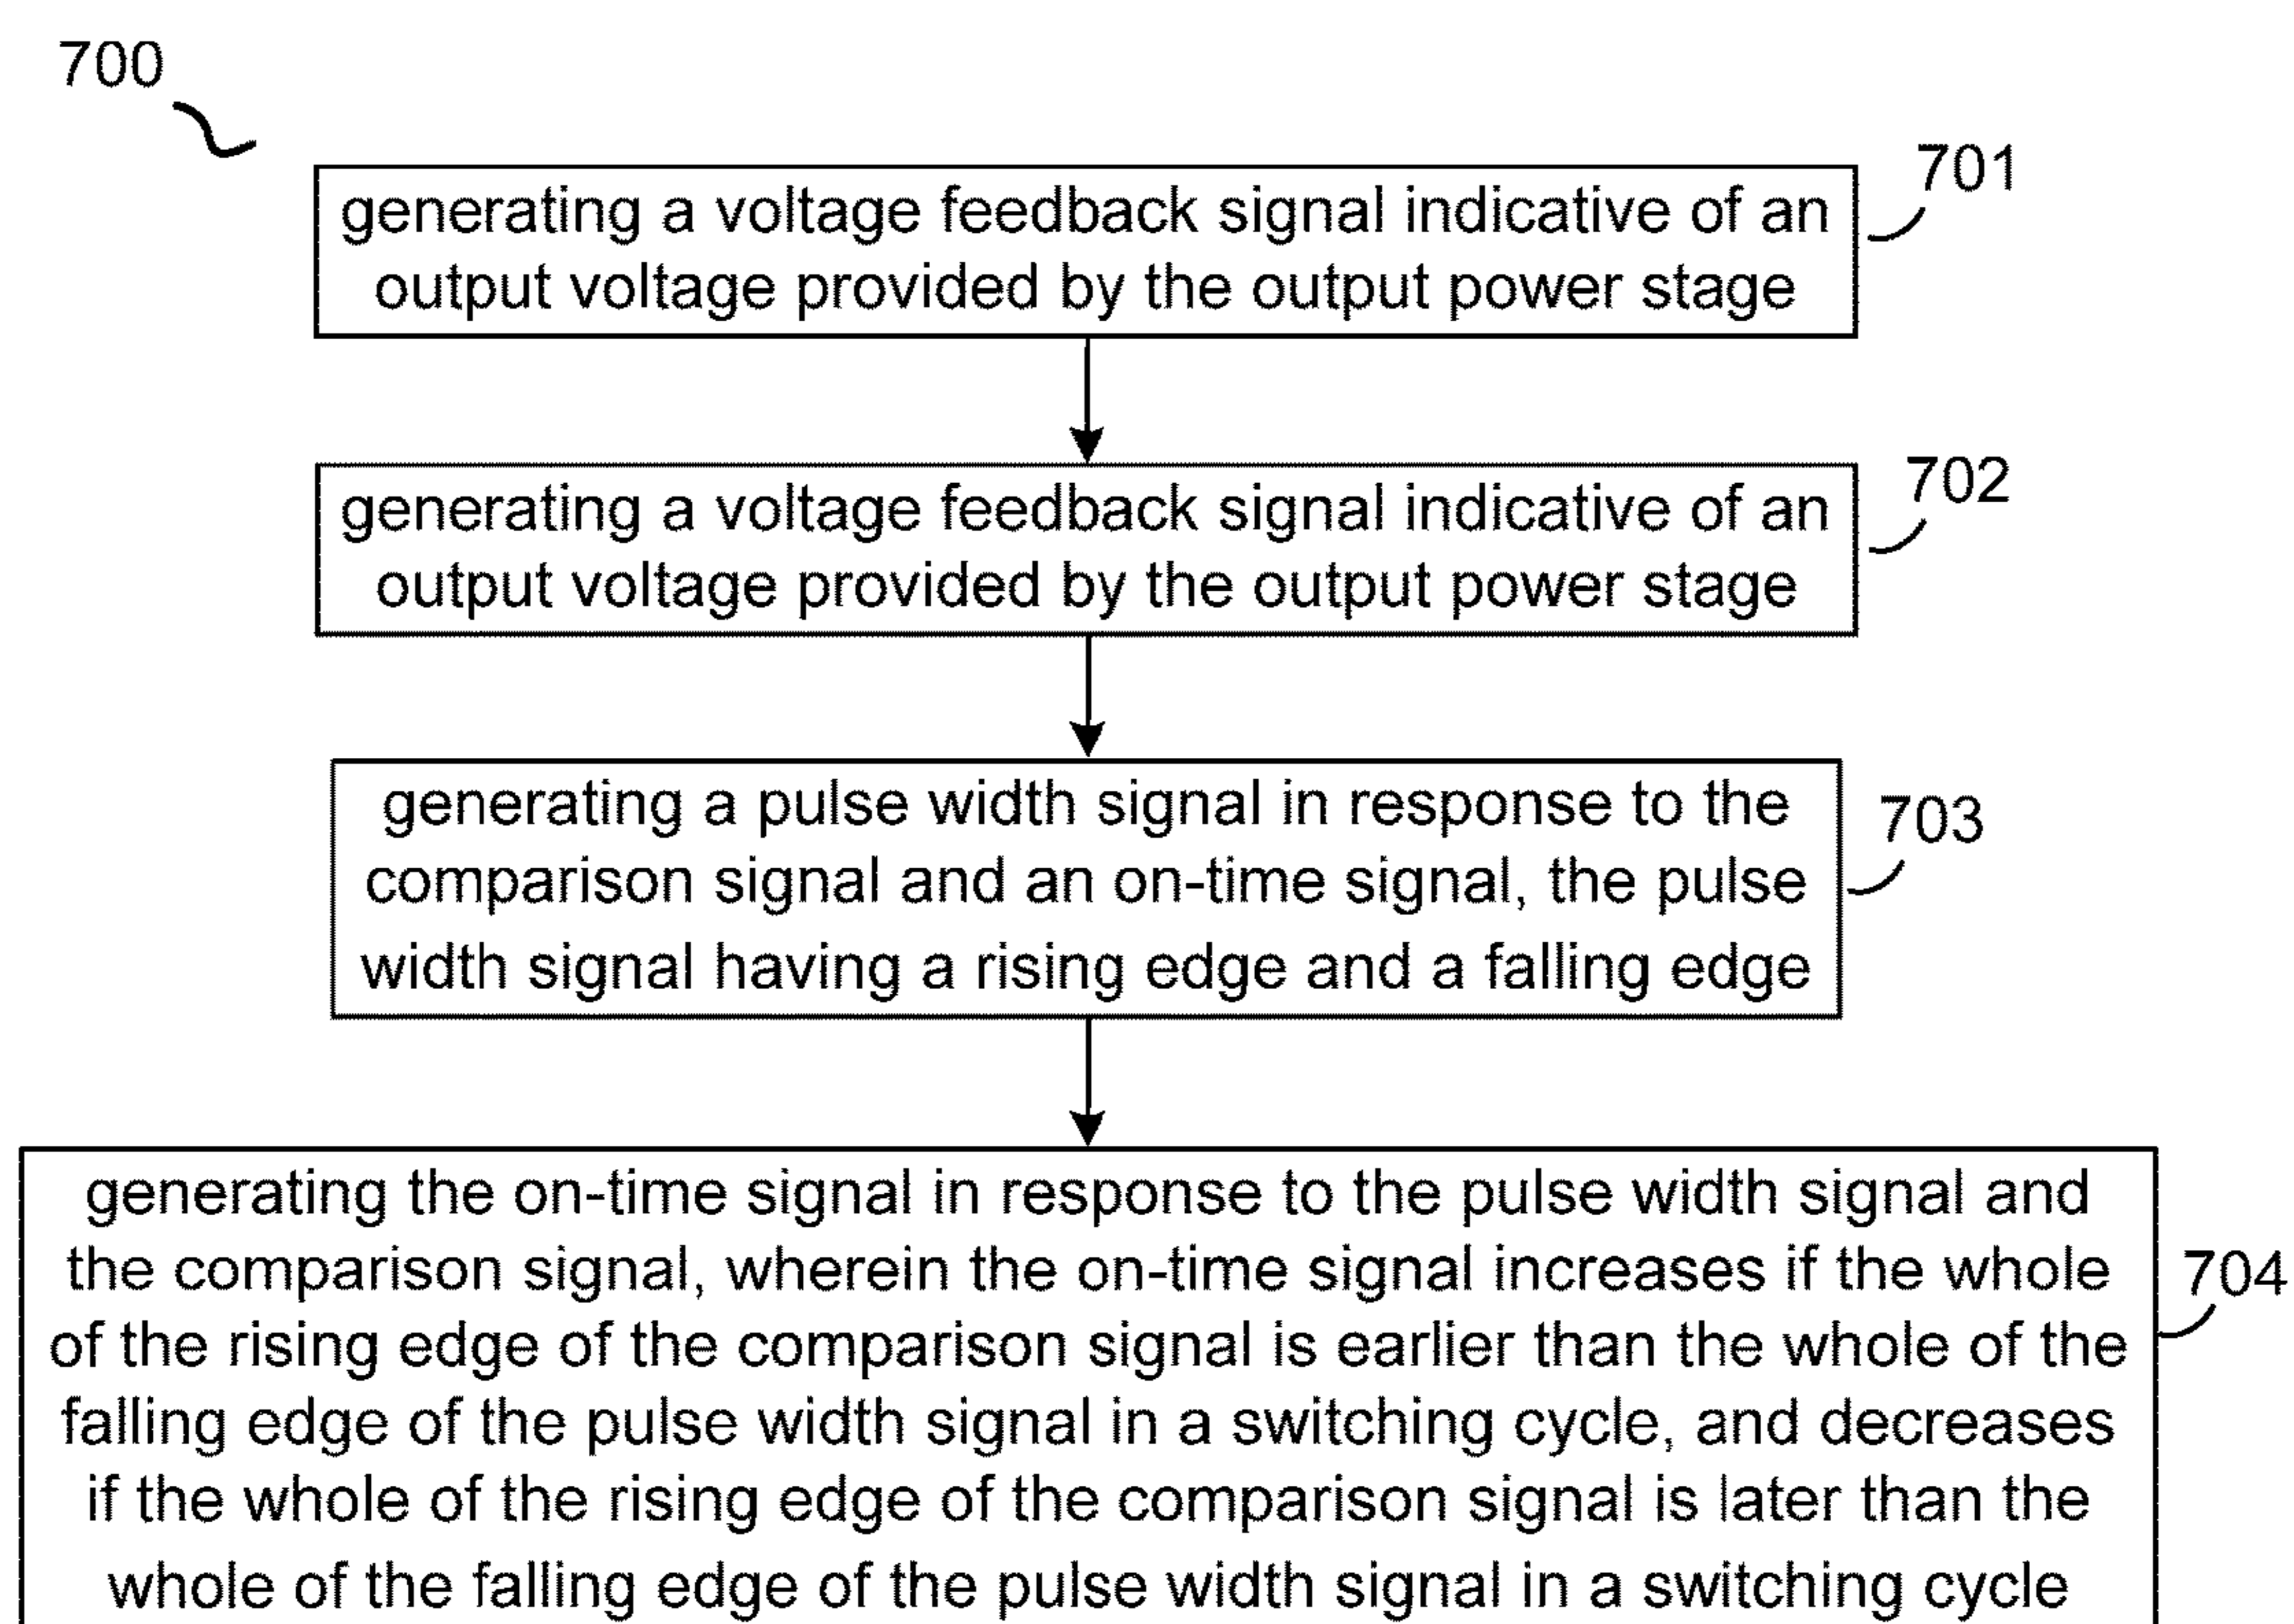 700
generating a voltage feedback signal indicative of an
output voltage provided by the output power stage
701
generating a voltage feedback signal indicative of an
output voltage provided by the output power stage
702
generating a pulse width signal in response to the
comparison signal and an on-time signal, the pulse
width signal having a rising edge and a falling edge
703
generating the on-time signal in response to the pulse width signal and
the comparison signal, wherein the on-time signal increases if the whole
of the rising edge of the comparison signal is earlier than the whole of the
falling edge of the pulse width signal in a switching cycle, and decreases
if the whole of the rising edge of the comparison signal is later than the
whole of the falling edge of the pulse width signal in a switching cycle
704